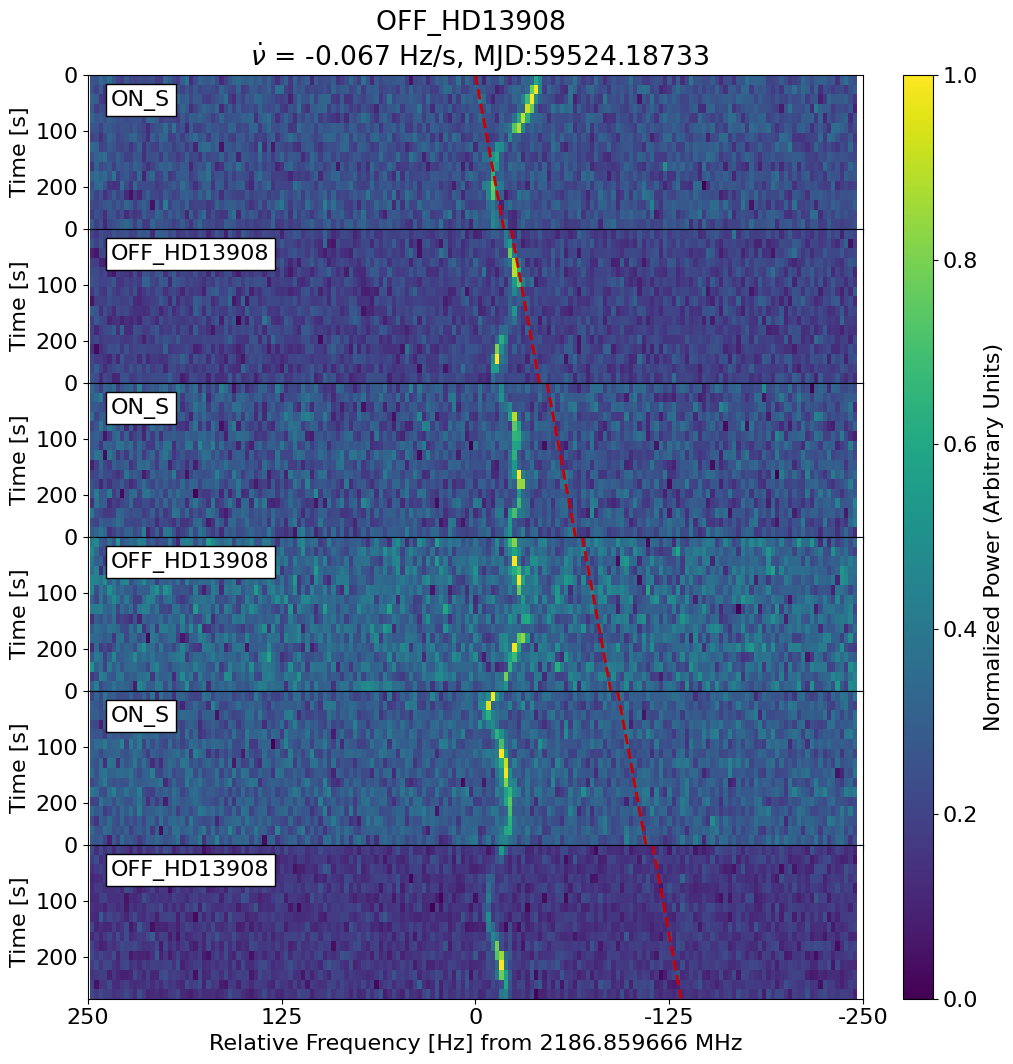 OFF_HD13908
ν̇ = -0.067 Hz/s, MJD:59524.18733
0
100
200
Time [s]
ON_S
0
100
200
Time [s]
OFF_HD13908
0
100
200
Time [s]
ON_S
0
100
200
Time [s]
OFF_HD13908
0
100
200
Time [s]
ON_S
0
100
200
Time [s]
OFF_HD13908
250 125 0 -125 -250
Relative Frequency [Hz] from 2186.859666 MHz
1.0
0.8
0.6
0.4
0.2
0.0
Normalized Power (Arbitrary Units)